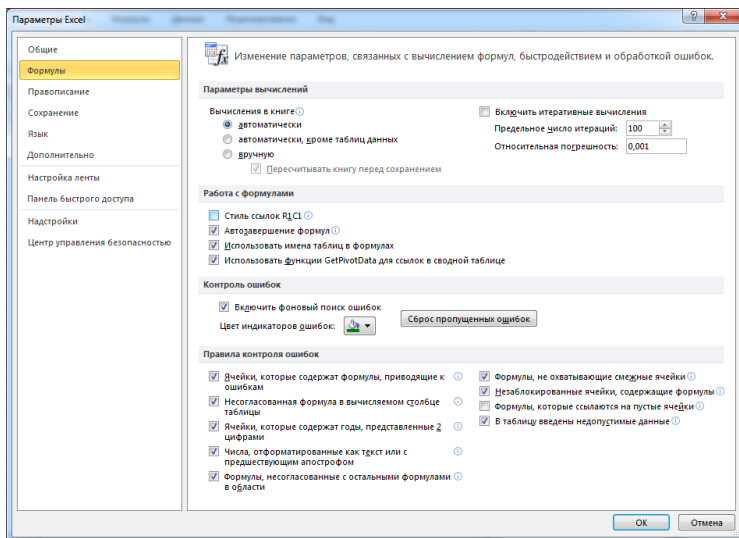 Параметры Excel
Общие
Формулы
Правописание
Сохранение
Язык
Дополнительно
Настройка ленты
Панель быстрого доступа
Надстройки
Центр управления безопасностью
Изменение параметров, связанных с вычислением формул, быстродействием и обработкой ошибок.
Параметры вычислений
Вычисления в книге
автоматически
автоматически, кроме таблиц данных
вручную
Пересчитывать книгу перед сохранением
Включить итеративные вычисления
Предельное число итераций: 100
Относительная погрешность: 0,001
Работа с формулами
Стиль ссылок R1C1
Автозавершение формул
Использовать имена таблиц в формулах
Использовать функции GetPivotData для ссылок в сводной таблице
Контроль ошибок
Включить фоновый поиск ошибок
Цвет индикаторов ошибок:
Сброс пропущенных ошибок
Правила контроля ошибок
Ячейки, которые содержат формулы, приводящие к
ошибкам
Несогласованная формула в вычисляемом столбце
таблицы
Ячейки, которые содержат годы, представленные 2
цифрами
Числа, отформатированные как текст или с
предшествующим апострофом
Формулы, несогласованные с остальными формулами
в области
Формулы, не охватывающие смежные ячейки
Незаблокированные ячейки, содержащие формулы
Формулы, которые ссылаются на пустые ячейки
В таблицу введены недопустимые данные
ОК
Отмена